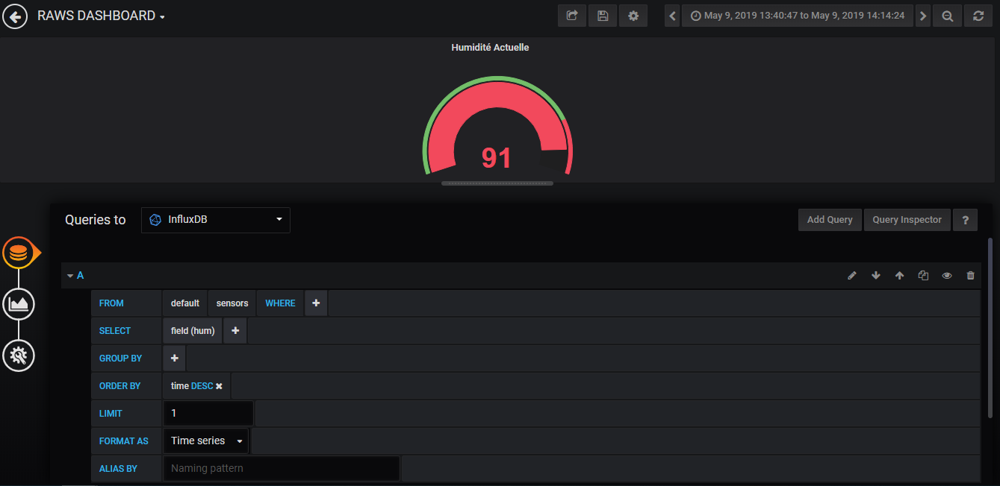 RAWS DASHBOARD
May 9, 2019 13:40:47 to May 9, 2019 14:14:24
Humidité Actuelle
91
Queries to InfluxDB Add Query Query Inspector ?
A
FROM default sensors WHERE +
SELECT field (hum) +
GROUP BY +
ORDER BY time DESC ×
LIMIT 1
FORMAT AS Time series
ALIAS BY Naming pattern